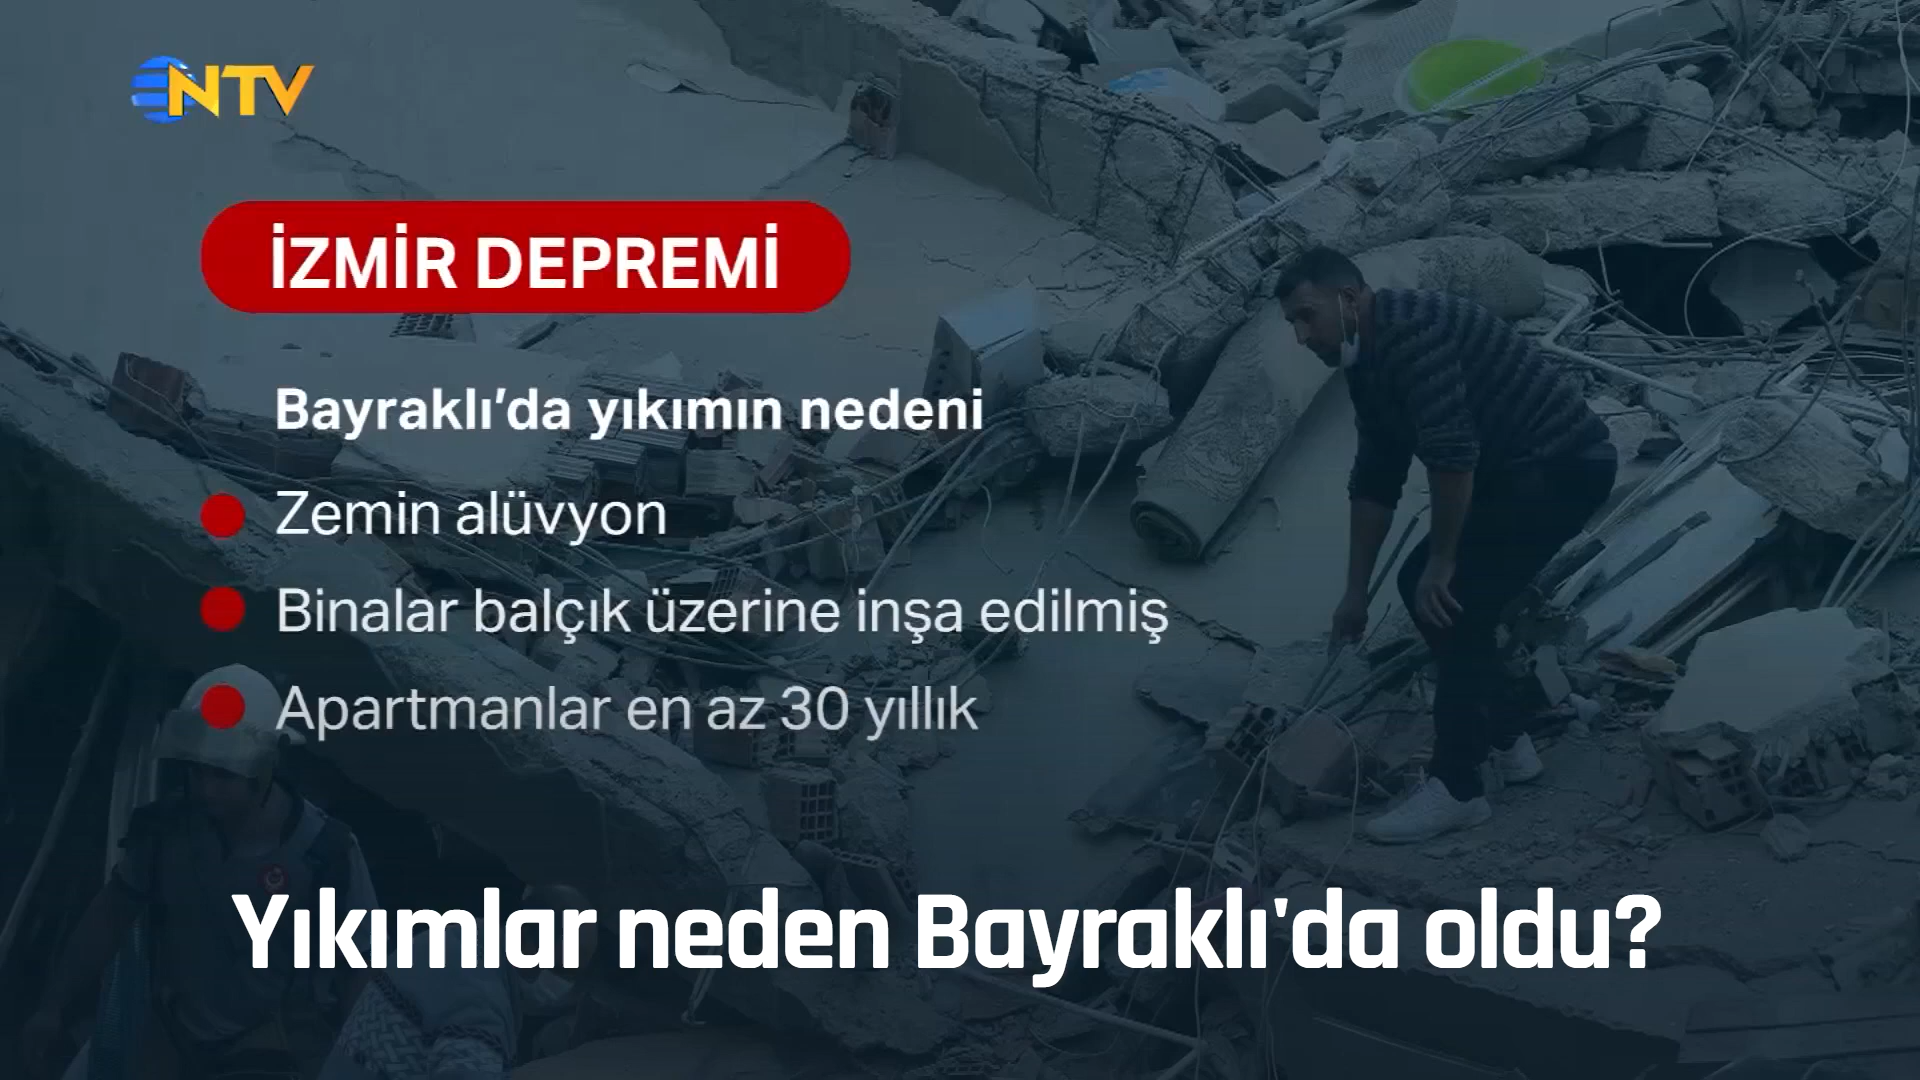 NTV
İZMİR DEPREMİ
Bayraklı'da yıkımın nedeni
Zemin alüvyon
Binalar balçık üzerine inşa edilmiş
Apartmanlar en az 30 yıllık
Yıkımlar neden Bayraklı'da oldu?